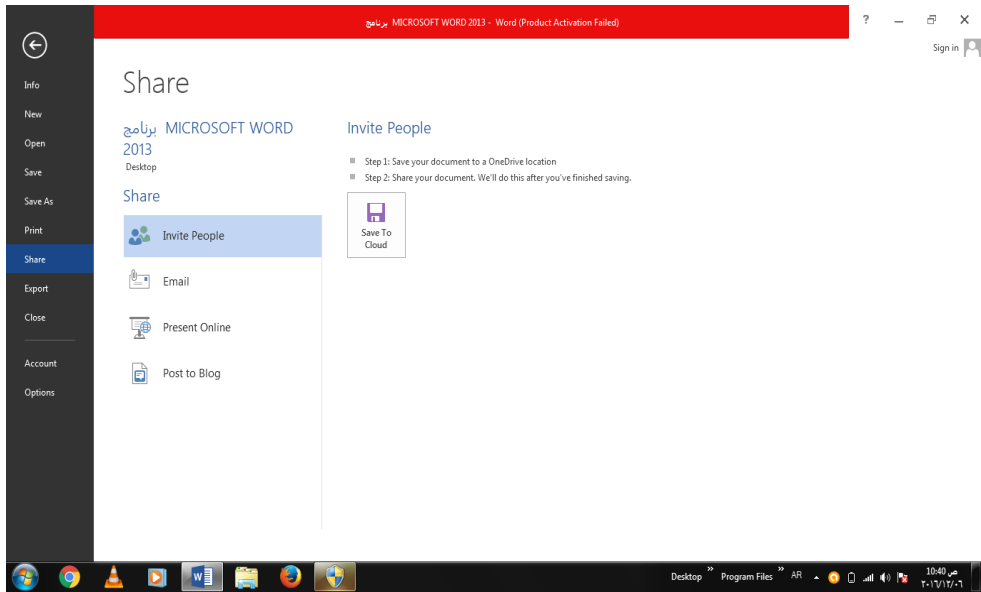 برنامج MICROSOFT WORD 2013 - Word (Product Activation Failed)
?
Sign in
Info
New
Open
Save
Save As
Print
Share
Export
Close
Account
Options
Share
برنامج MICROSOFT WORD
2013
Desktop
Share
Invite People
Email
Present Online
Post to Blog
Invite People
Step 1: Save your document to a OneDrive location
Step 2: Share your document. We'll do this after you've finished saving.
Save To
Cloud
W
Desktop » Program Files » AR
10:40 ص
٢٠١٦/١٢/٠٦